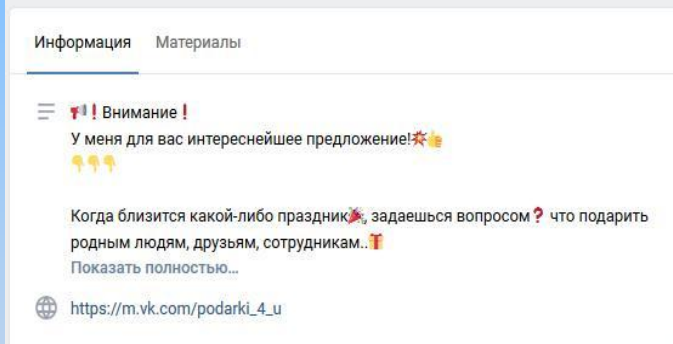 Информация Материалы
📢❗Внимание❗
У меня для вас интереснейшее предложение!💥👍
👇👇👇
Когда близится какой-либо праздник🎉, задаешься вопросом❓ что подарить
родным людям, друзьям, сотрудникам..🎁
Показать полностью…
https://m.vk.com/podarki_4_u